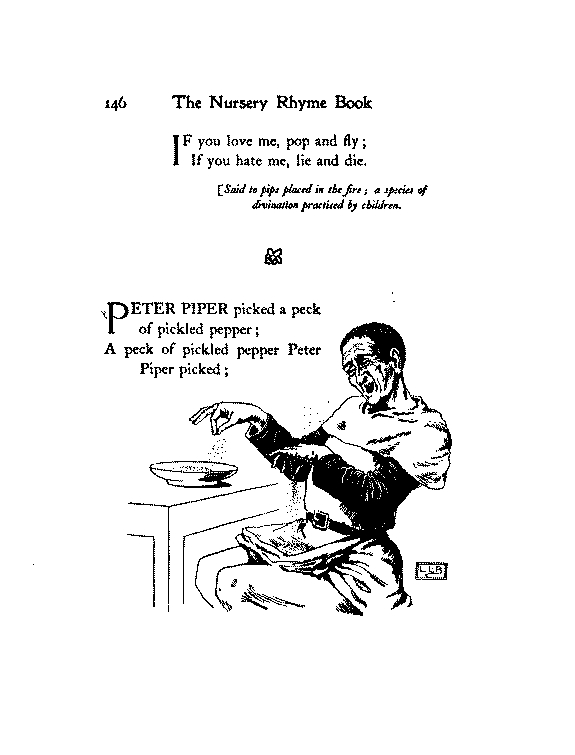 146 The Nursery Rhyme Book
IF you love me, pop and fly ;
If you hate me, lie and die.
[Said to pips placed in the fire ; a species of
divination practised by children.
PETER PIPER picked a peck
of pickled pepper ;
A peck of pickled pepper Peter
Piper picked ;
LLB